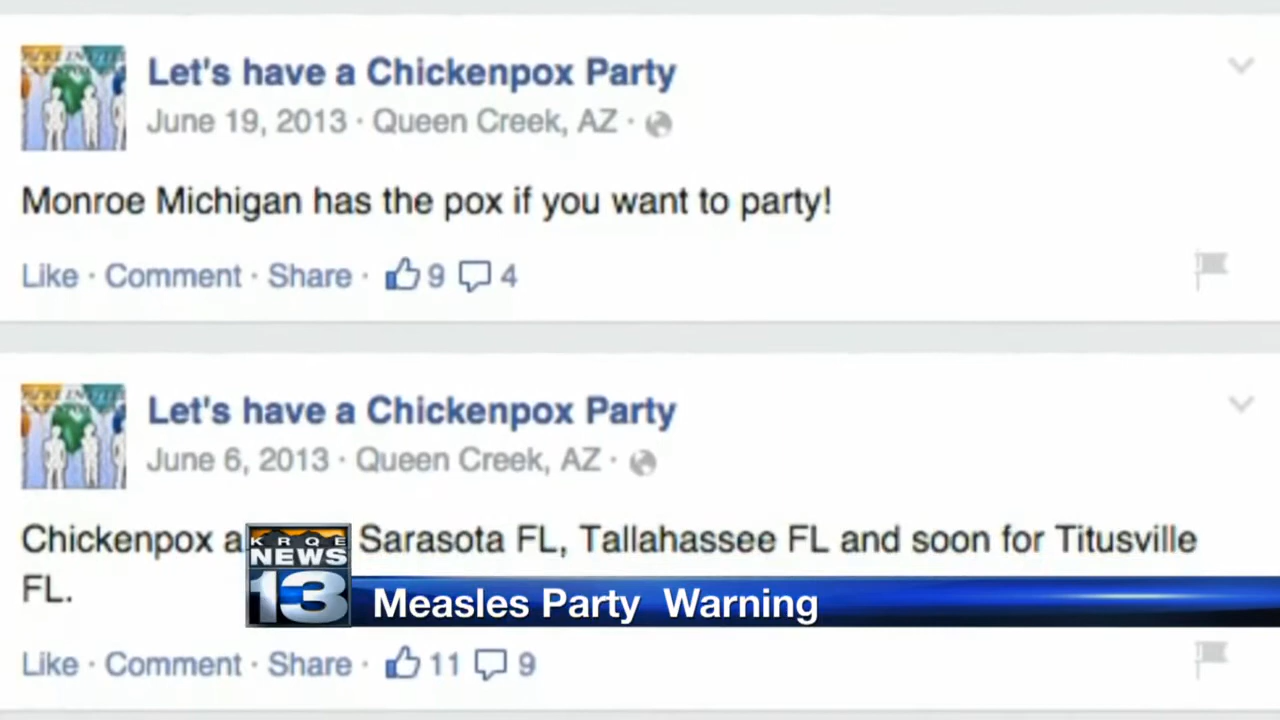 Let's have a Chickenpox Party
June 19, 2013 · Queen Creek, AZ ·
Monroe Michigan has the pox if you want to party!
Like · Comment · Share · 9 4
Let's have a Chickenpox Party
June 6, 2013 · Queen Creek, AZ ·
Chickenpox a Sarasota FL, Tallahassee FL and soon for Titusville
FL.
KRQE
NEWS
13
Measles Party Warning
Like · Comment · Share · 11 9